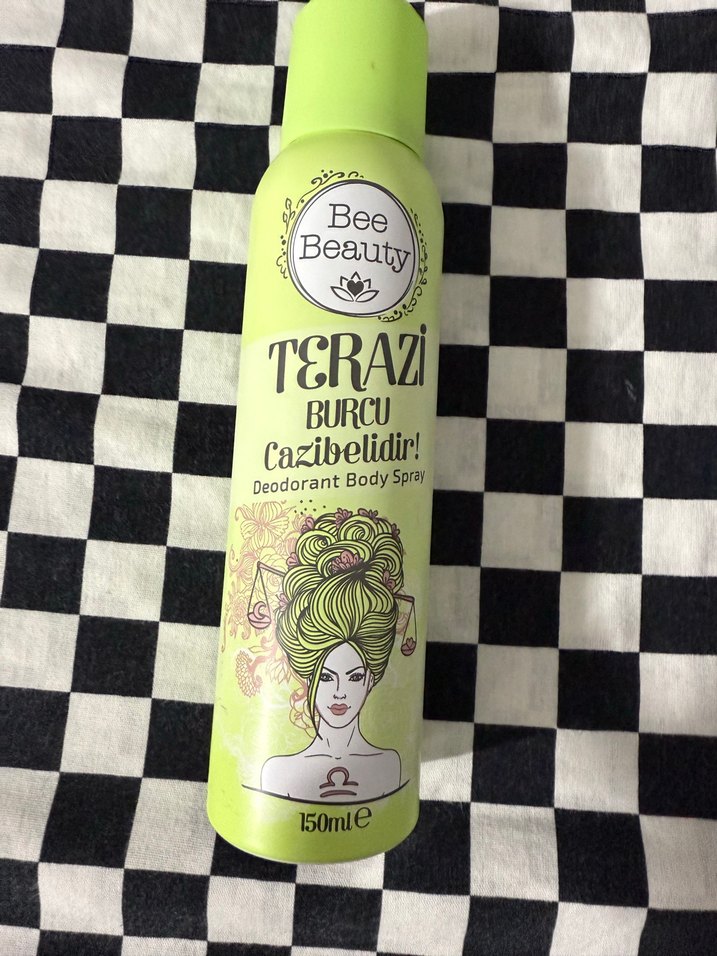 Bee
Beauty
TERAZİ
BURCU
Cazibelidir!
Deodorant Body Spray
150ml e